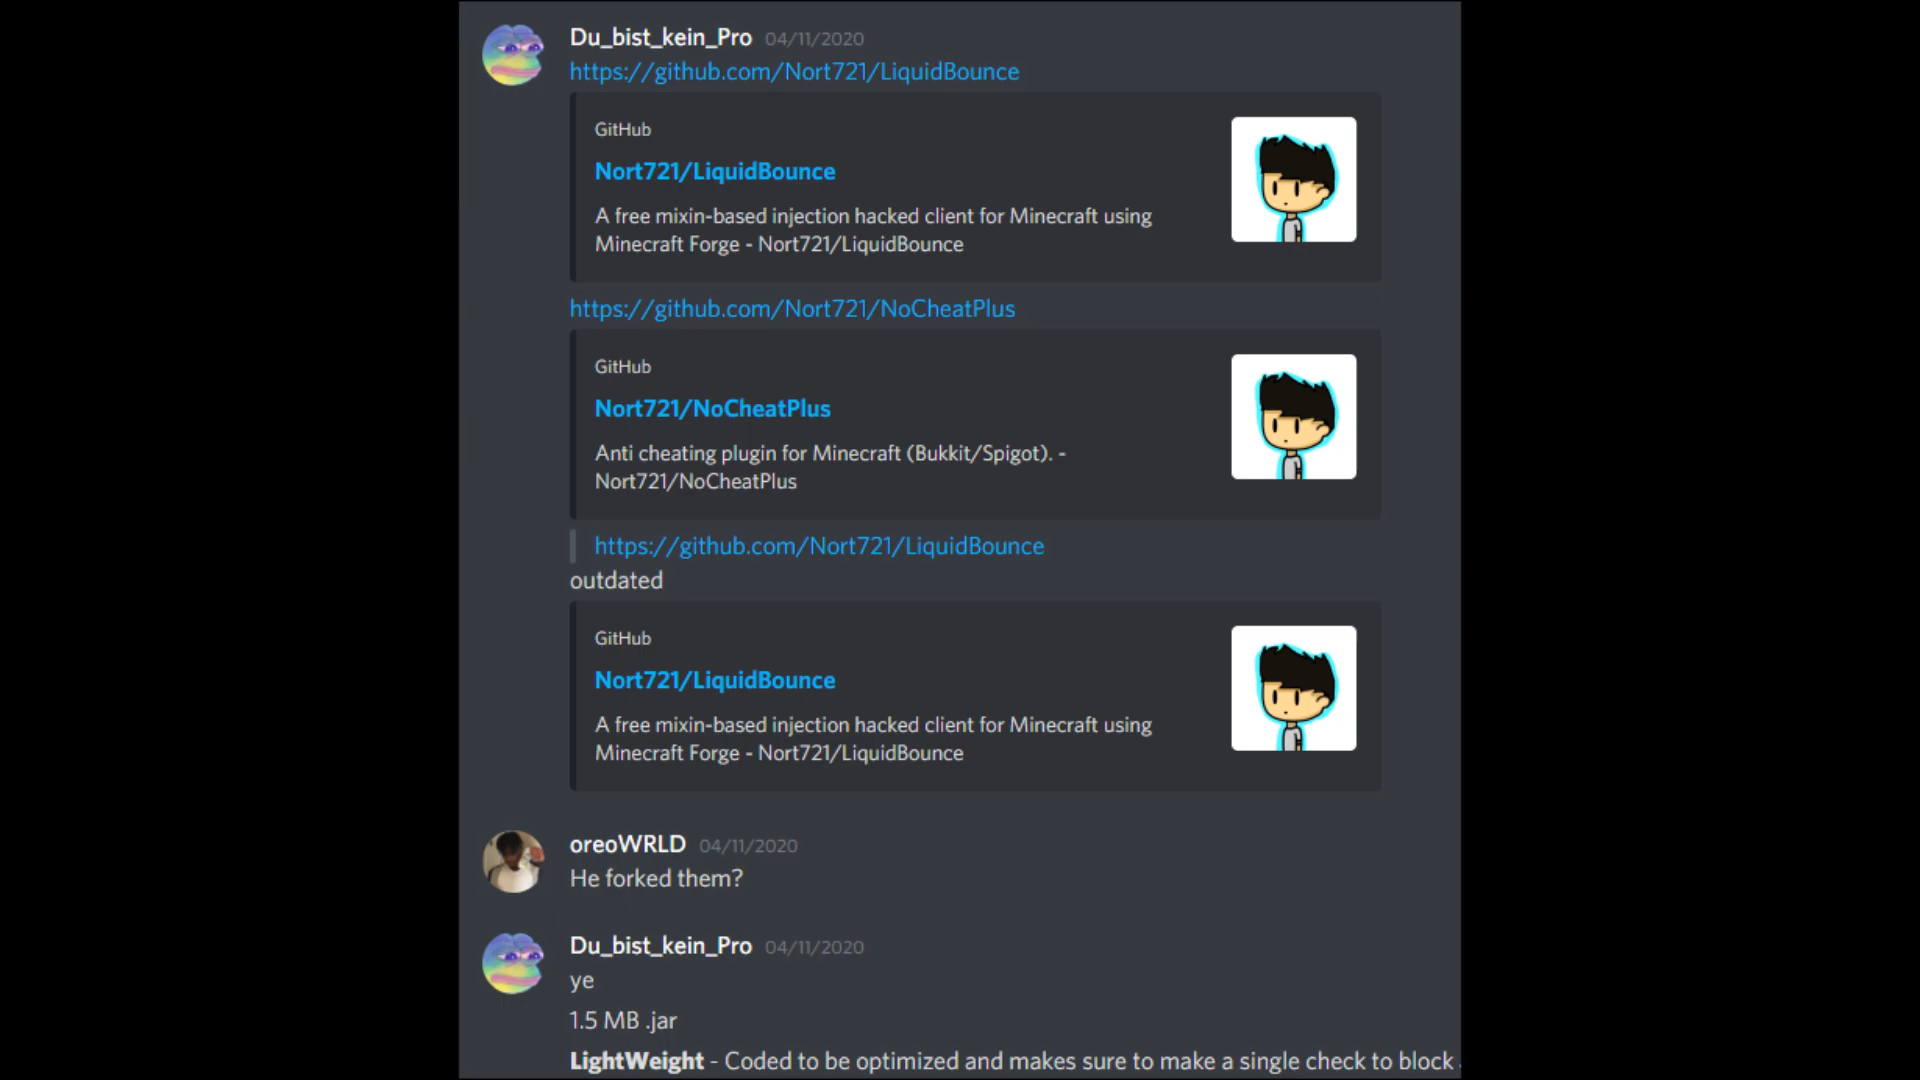 Du_bist_kein_Pro 04/11/2020
https://github.com/Nort721/LiquidBounce
GitHub
Nort721/LiquidBounce
A free mixin-based injection hacked client for Minecraft using
Minecraft Forge - Nort721/LiquidBounce
https://github.com/Nort721/NoCheatPlus
GitHub
Nort721/NoCheatPlus
Anti cheating plugin for Minecraft (Bukkit/Spigot). -
Nort721/NoCheatPlus
https://github.com/Nort721/LiquidBounce
outdated
GitHub
Nort721/LiquidBounce
A free mixin-based injection hacked client for Minecraft using
Minecraft Forge - Nort721/LiquidBounce
oreoWRLD 04/11/2020
He forked them?
Du_bist_kein_Pro 04/11/2020
ye
1.5 MB .jar
LightWeight - Coded to be optimized and makes sure to make a single check to block